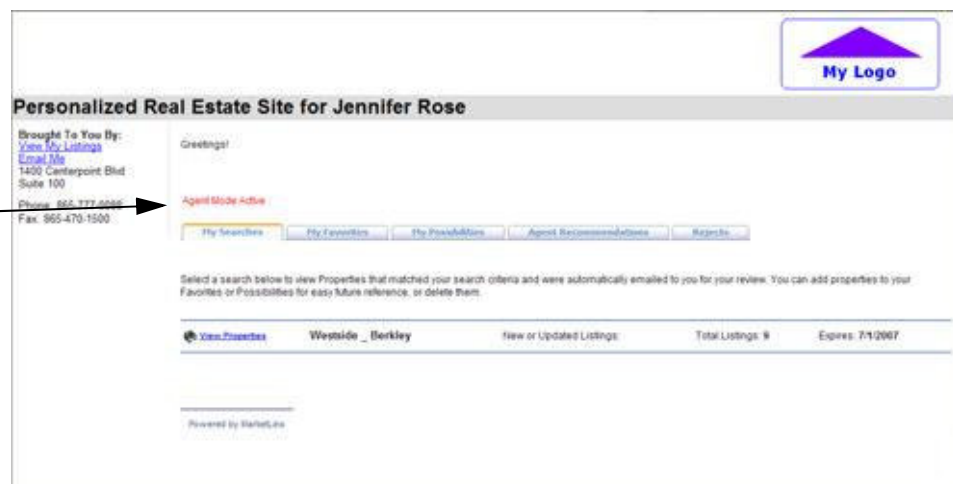 My Logo
Personalized Real Estate Site for Jennifer Rose
Brought To You By:
View My Listings
Email Me
1400 Centerpoint Blvd
Suite 100
Phone: 865-777-
Fax: 865-470-1500
Greetings!
Agent Mode Active
My Searches My Favorites My Possibilities Agent Recommendations Rejects
Select a search below to view Properties that matched your search criteria and were automatically emailed to you for your review. You can add properties to your
Favorites or Possibilities for easy future reference, or delete them.
View Properties Westside _ Berkley New or Updated Listings: Total Listings: 9 Expires: 7/1/2007
Powered by MarketLinx